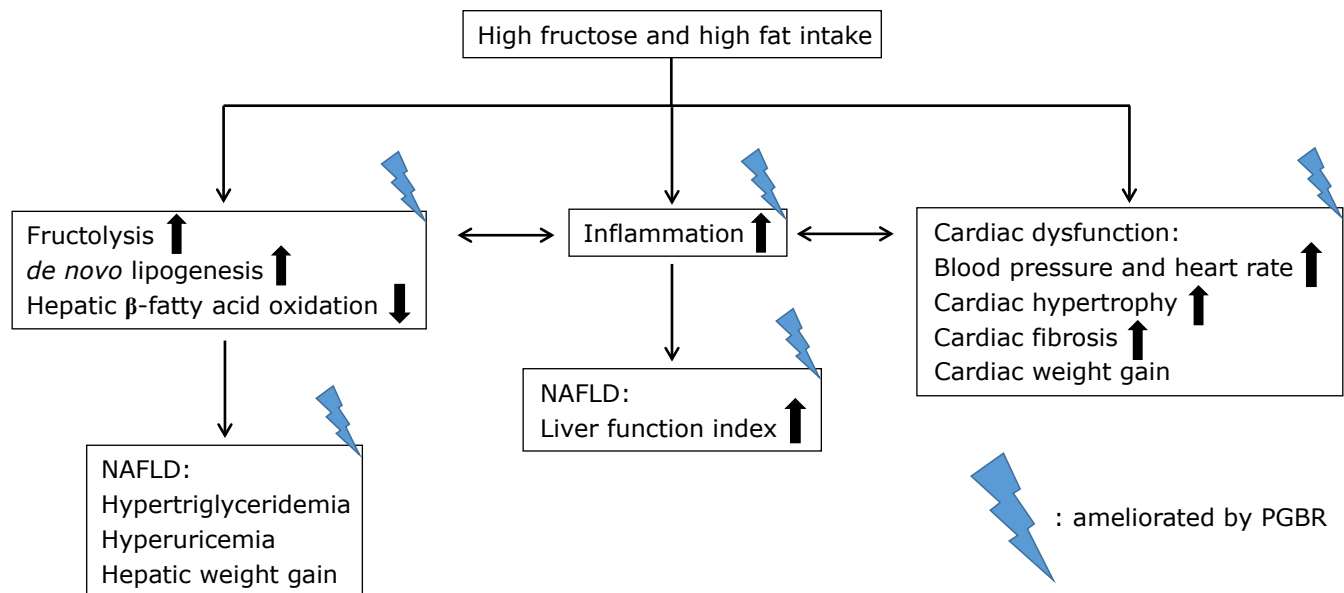 High fructose and high fat intake
Fructolysis
de novo lipogenesis
Hepatic β-fatty acid oxidation
Inflammation
Cardiac dysfunction:
Blood pressure and heart rate
Cardiac hypertrophy
Cardiac fibrosis
Cardiac weight gain
NAFLD:
Liver function index
NAFLD:
Hypertriglyceridemia
Hyperuricemia
Hepatic weight gain
: ameliorated by PGBR